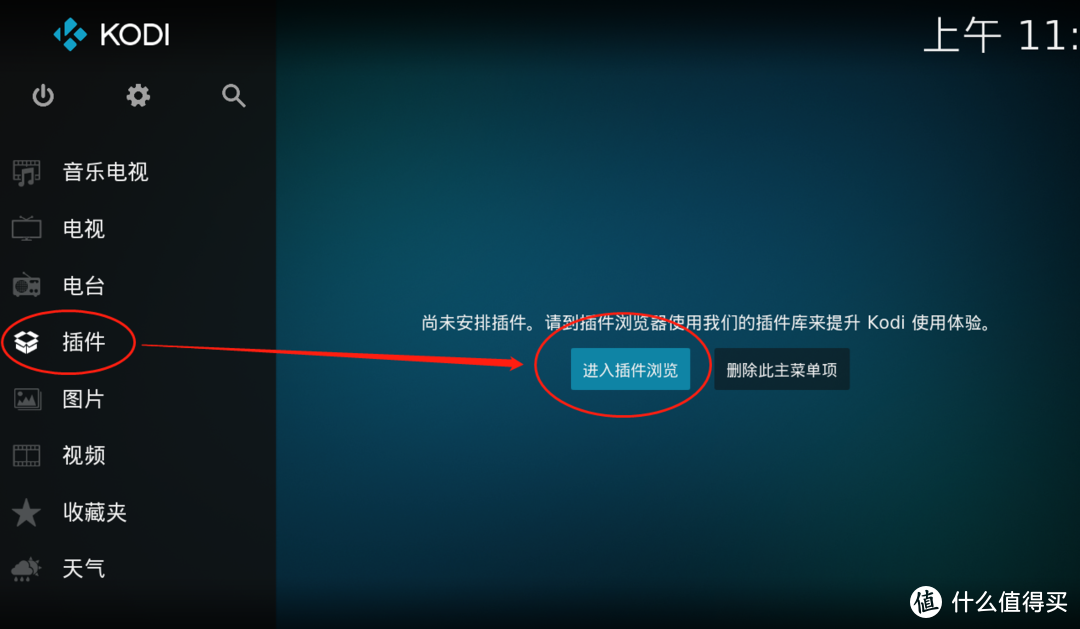 KODI
上午 11:
音乐电视
电视
电台
插件
图片
视频
收藏夹
天气
尚未安排插件。请到插件浏览器使用我们的插件库来提升 Kodi 使用体验。
进入插件浏览
删除此主菜单项
值 什么值得买